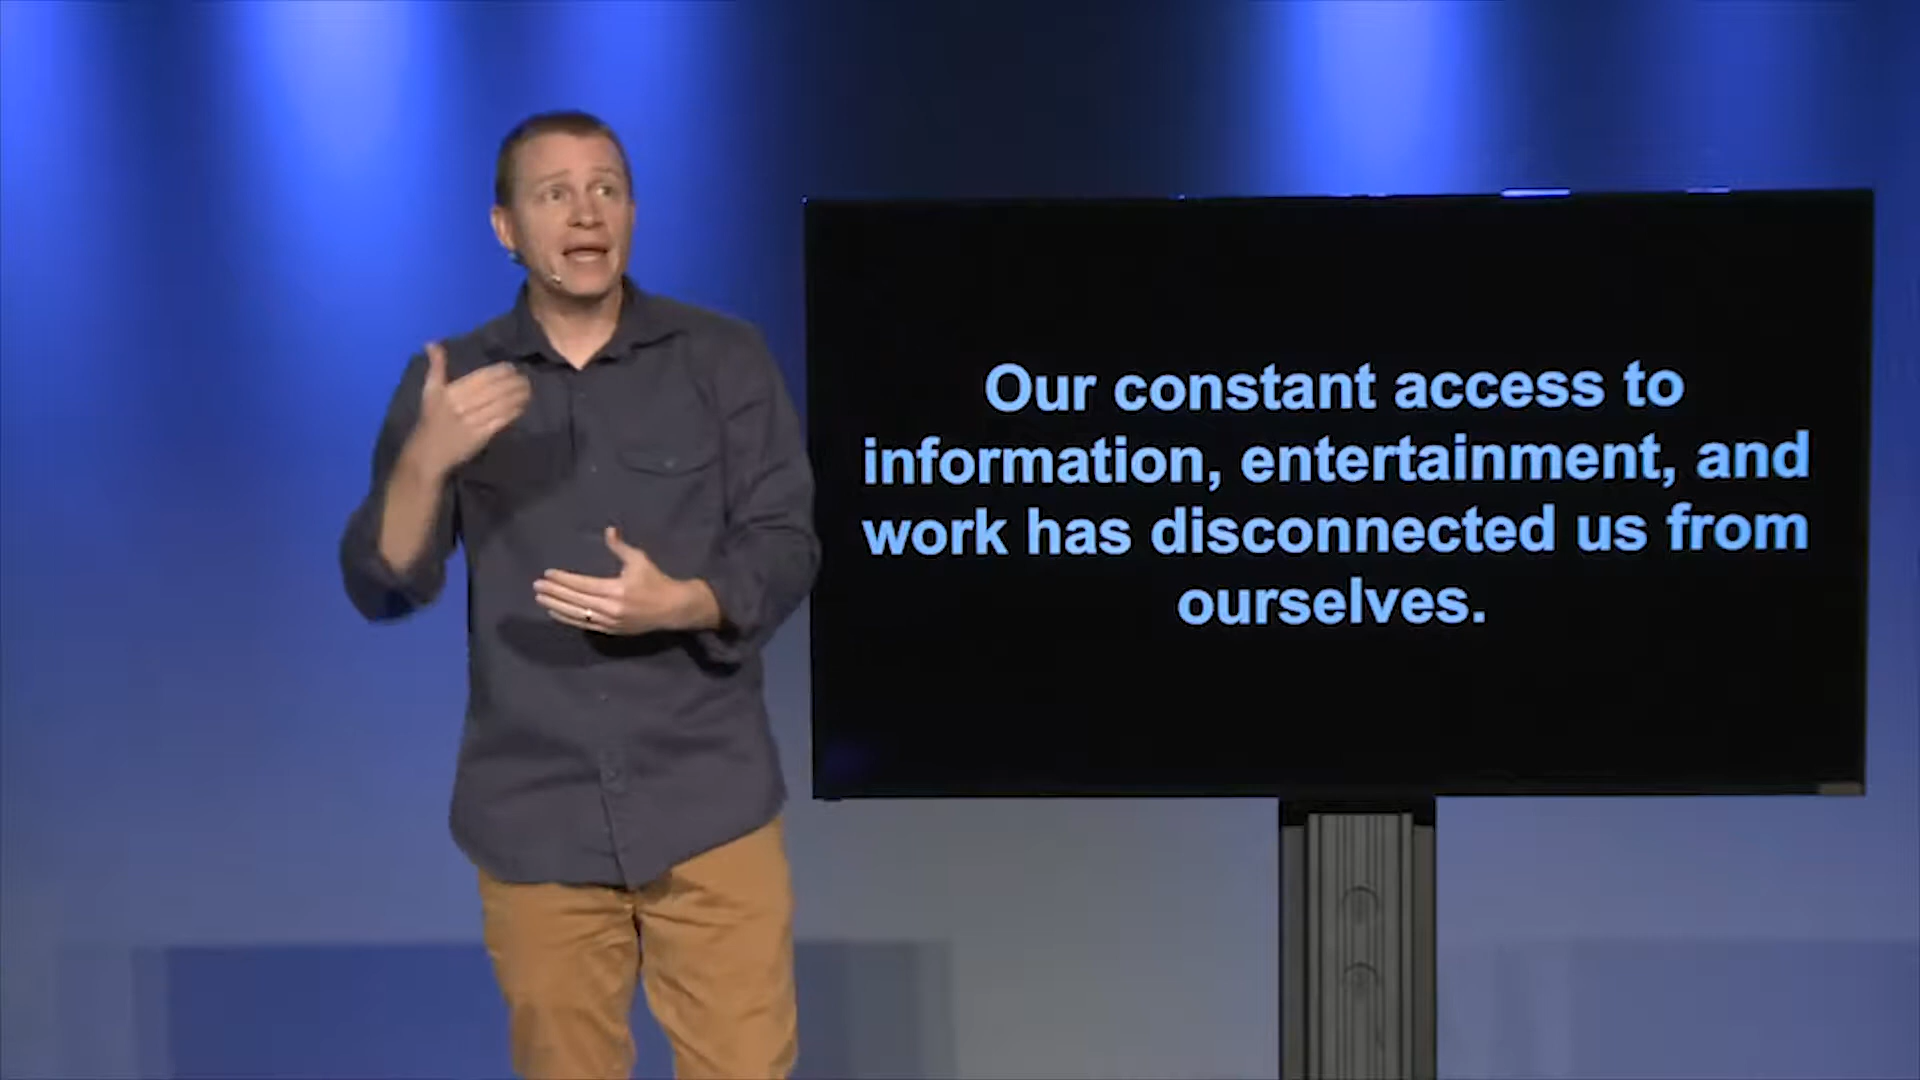 Our constant access to
information, entertainment, and
work has disconnected us from
ourselves.